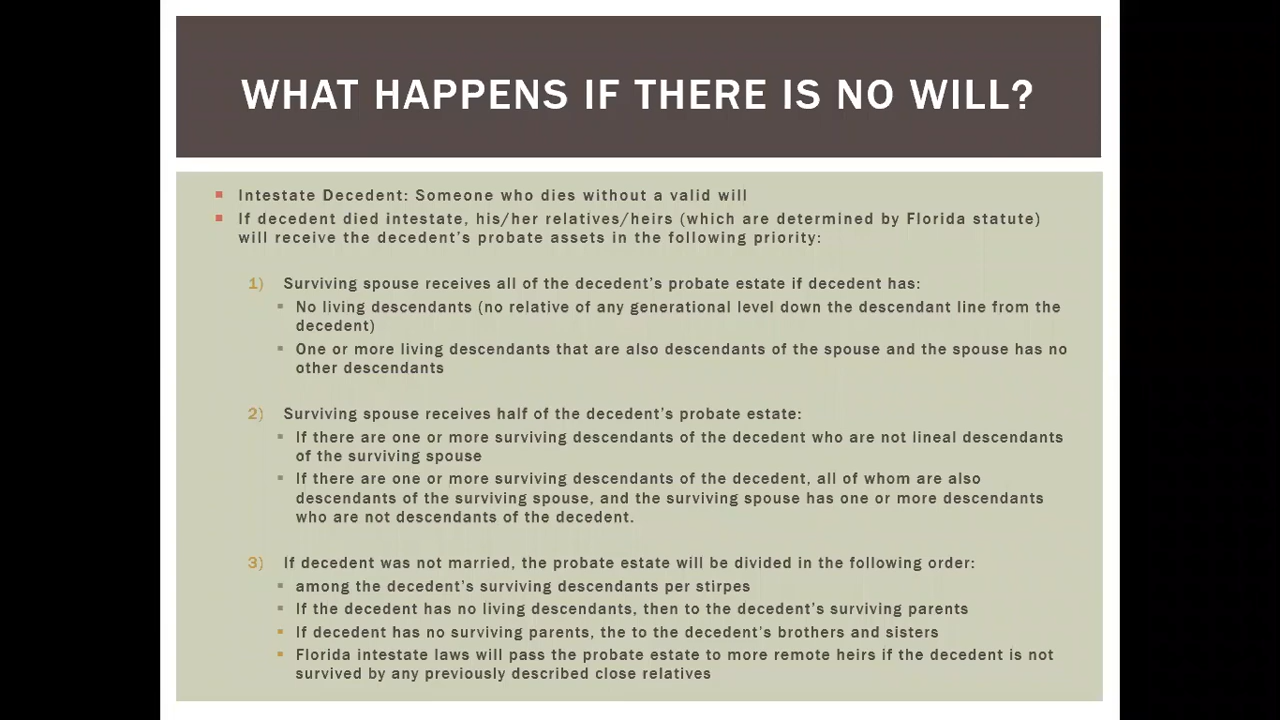 WHAT HAPPENS IF THERE IS NO WILL?
Intestate Decedent: Someone who dies without a valid will
If decedent died intestate, his/her relatives/heirs (which are determined by Florida statute)
will receive the decedent's probate assets in the following priority:
1) Surviving spouse receives all of the decedent's probate estate if decedent has:
No living descendants (no relative of any generational level down the descendant line from the
decedent)
One or more living descendants that are also descendants of the spouse and the spouse has no
other descendants
2) Surviving spouse receives half of the decedent's probate estate:
If there are one or more surviving descendants of the decedent who are not lineal descendants
of the surviving spouse
If there are one or more surviving descendants of the decedent, all of whom are also
descendants of the surviving spouse, and the surviving spouse has one or more descendants
who are not descendants of the decedent.
3) If decedent was not married, the probate estate will be divided in the following order:
among the decedent's surviving descendants per stirpes
If the decedent has no living descendants, then to the decedent's surviving parents
If decedent has no surviving parents, the to the decedent's brothers and sisters
Florida intestate laws will pass the probate estate to more remote heirs if the decedent is not
survived by any previously described close relatives